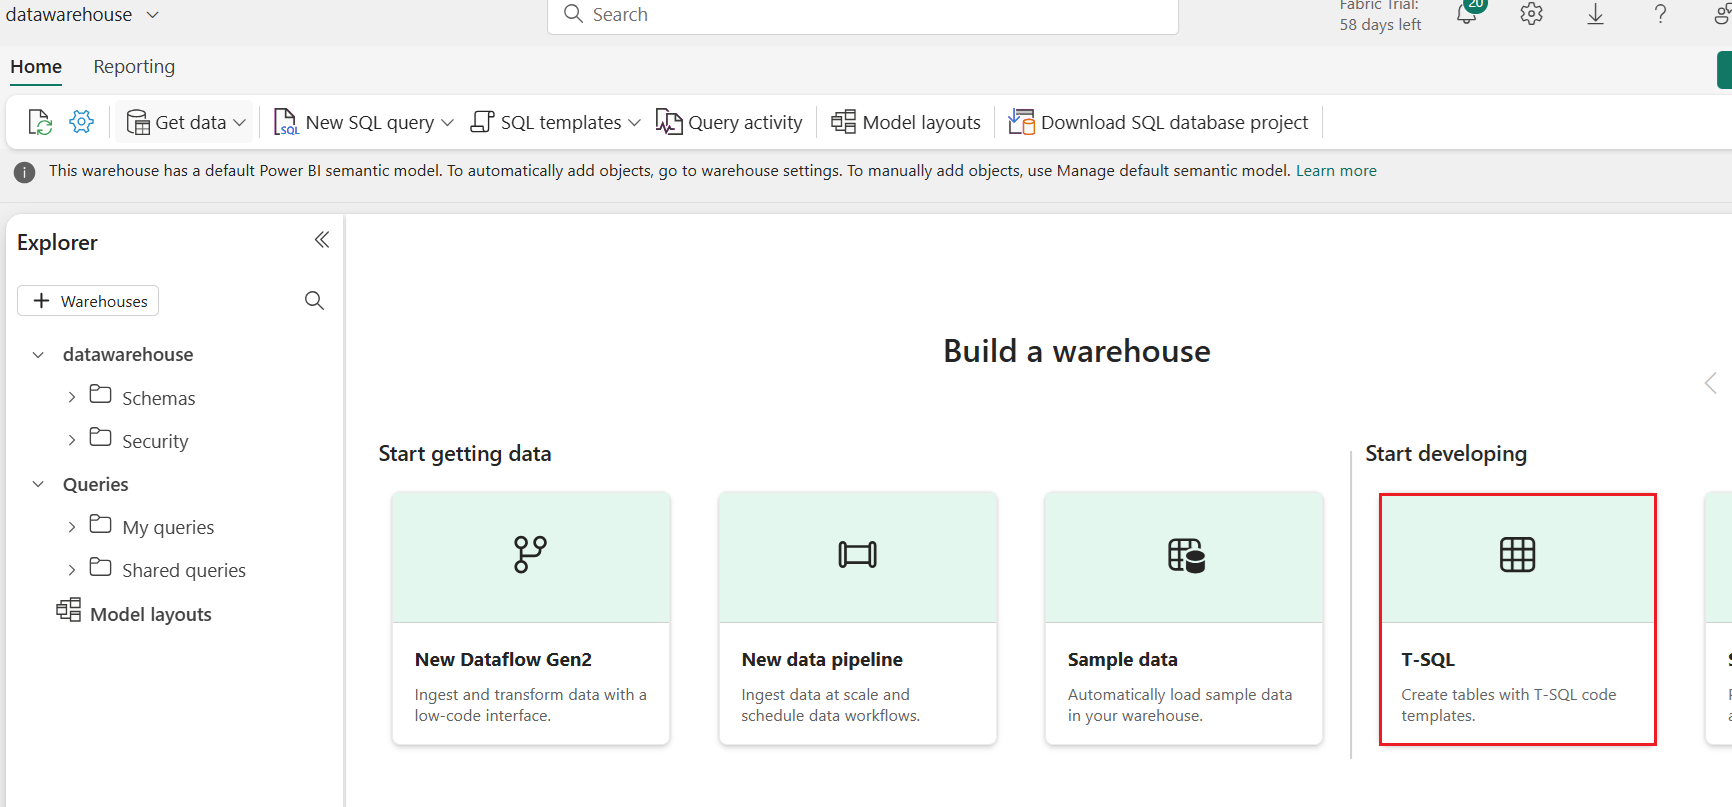 datawarehouse
Search
Fabric Trial:
58 days left
20
Home
Reporting
Get data
SQL
New SQL query
SQL templates
Query activity
Model layouts
Download SQL database project
This warehouse has a default Power BI semantic model. To automatically add objects, go to warehouse settings. To manually add objects, use Manage default semantic model. Learn more
Explorer
Warehouses
datawarehouse
Schemas
Security
Queries
My queries
Shared queries
Model layouts
Build a warehouse
Start getting data
New Dataflow Gen2
Ingest and transform data with a
low-code interface.
New data pipeline
Ingest data at scale and
schedule data workflows.
Sample data
Automatically load sample data
in your warehouse.
Start developing
T-SQL
Create tables with T-SQL code
templates.